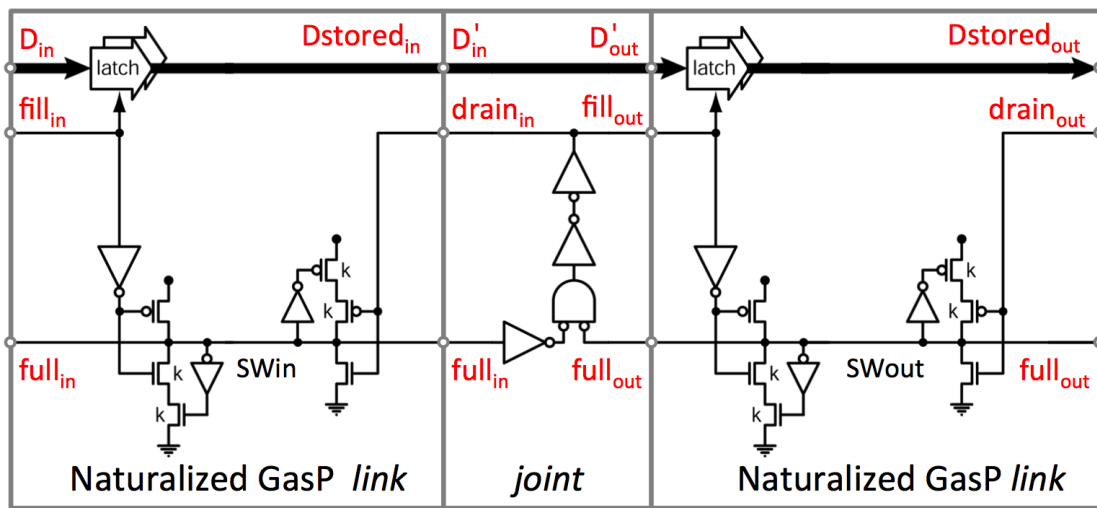 D_in Dstored_in D'_in D'_out Dstored_out
latch latch
fill_in drain_in fill_out drain_out
k k
k k
full_in k SWin full_in full_out k SWout full_out
k k
Naturalized GasP link joint Naturalized GasP link